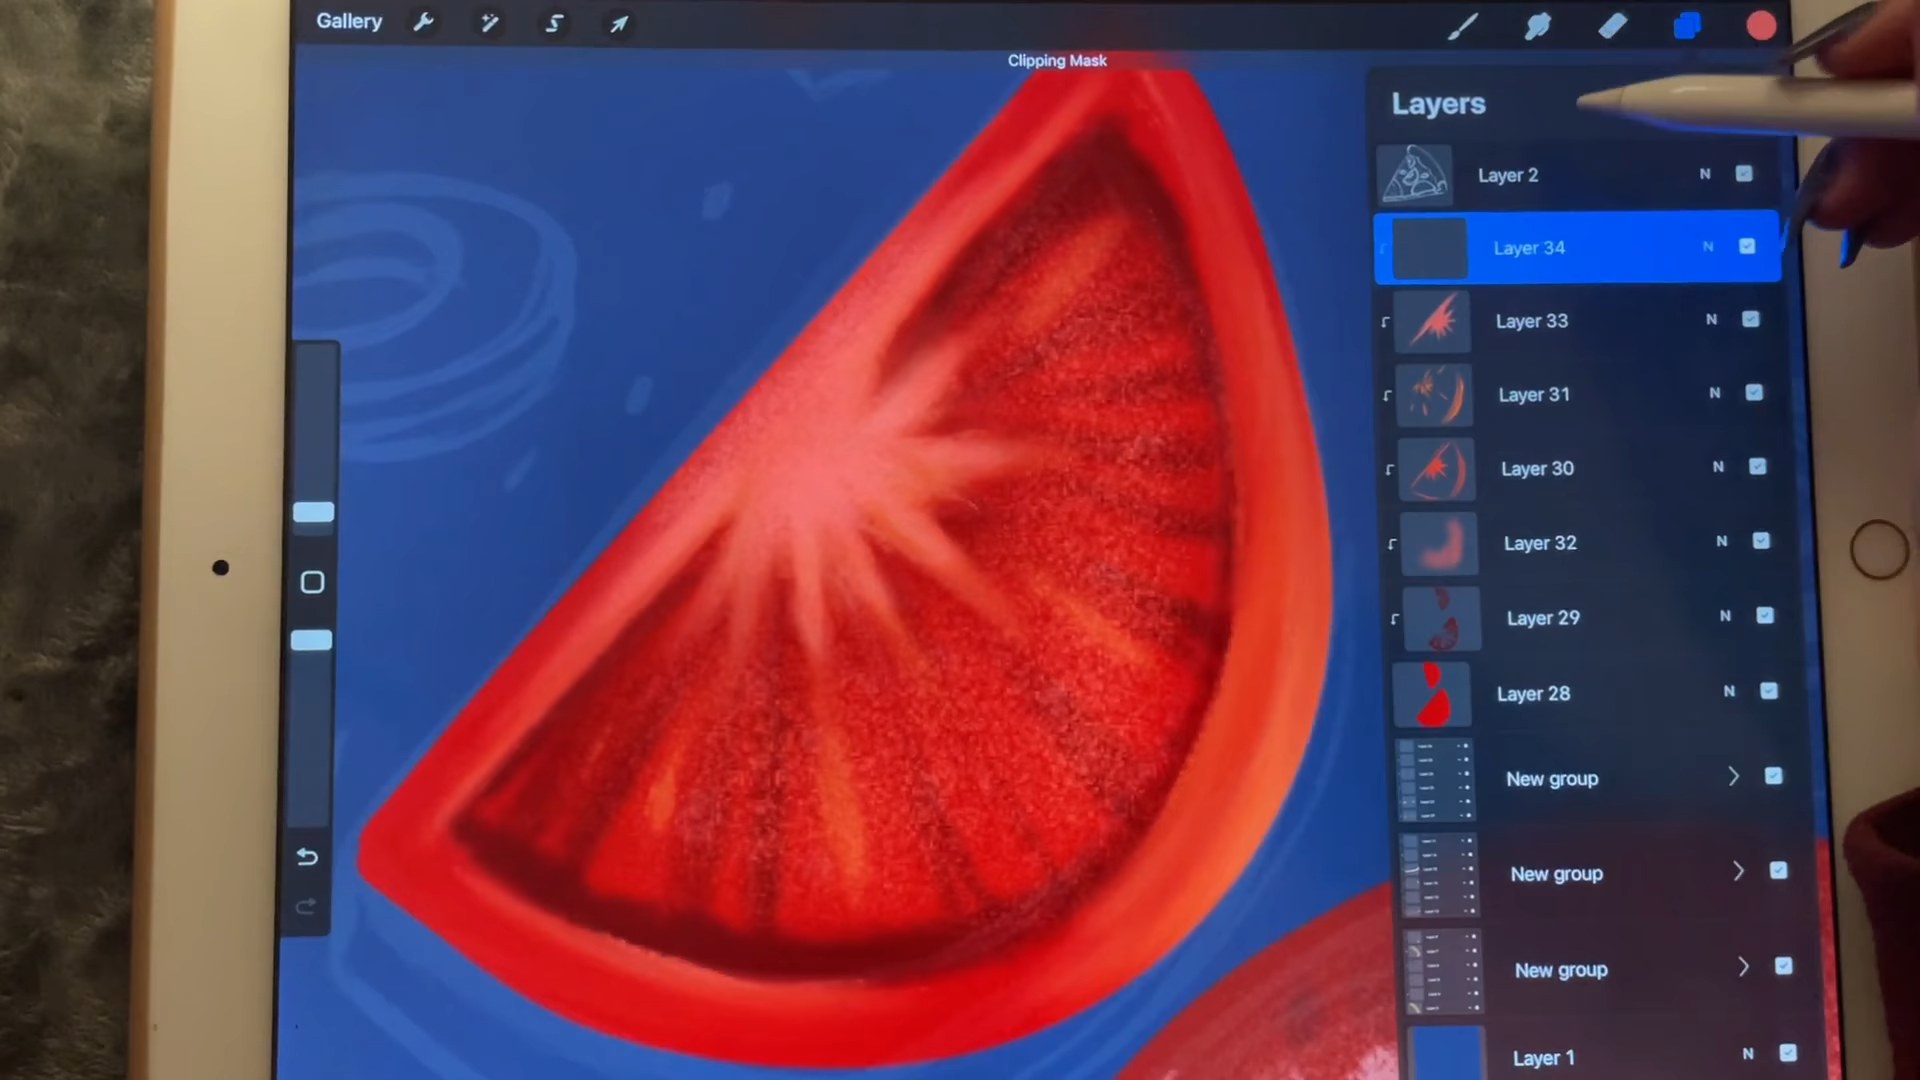 Gallery
Clipping Mask
Layers
Layer 2 N
Layer 34 N
Layer 33 N
Layer 31 N
Layer 30 N
Layer 32 N
Layer 29 N
Layer 28 N
New group
New group
New group
Layer 1 N